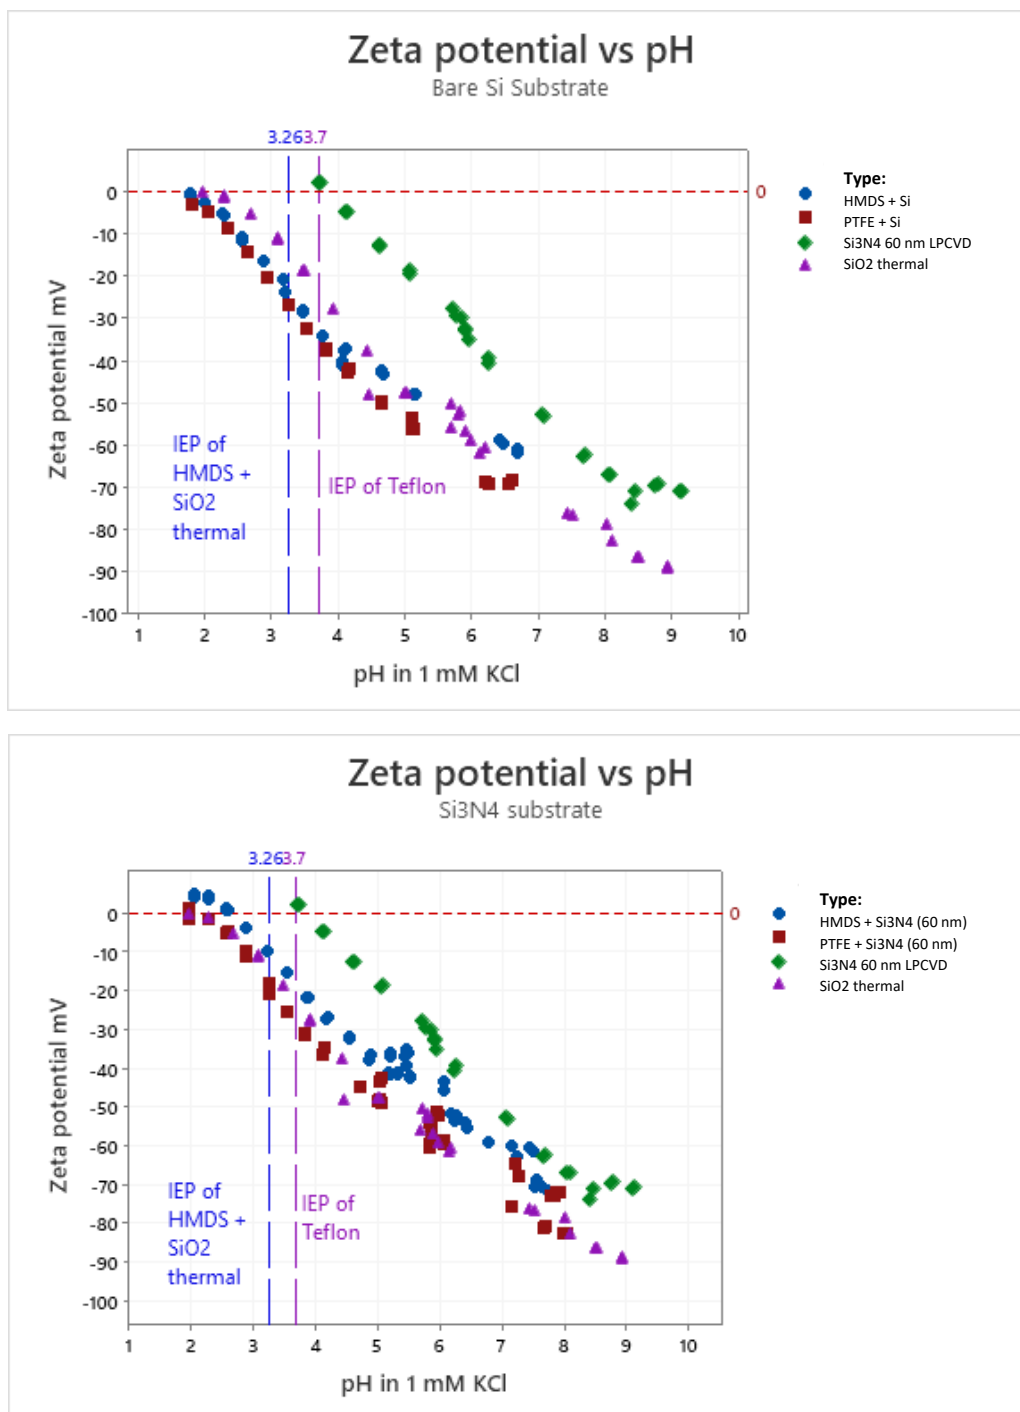 Zeta potential vs pH
Bare Si Substrate
3.26 3.7
0
-10
-20
-30
-40
-50
-60
-70
-80
-90
-100
0
Zeta potential mV
IEP of
HMDS +
SiO2
thermal
IEP of Teflon
1 2 3 4 5 6 7 8 9 10
pH in 1 mM KCl
Type:
HMDS + Si
PTFE + Si
Si3N4 60 nm LPCVD
SiO2 thermal
Zeta potential vs pH
Si3N4 substrate
3.26 3.7
0
-10
-20
-30
-40
-50
-60
-70
-80
-90
-100
0
Zeta potential mV
IEP of
HMDS +
SiO2
thermal
IEP of
Teflon
1 2 3 4 5 6 7 8 9 10
pH in 1 mM KCl
Type:
HMDS + Si3N4 (60 nm)
PTFE + Si3N4 (60 nm)
Si3N4 60 nm LPCVD
SiO2 thermal